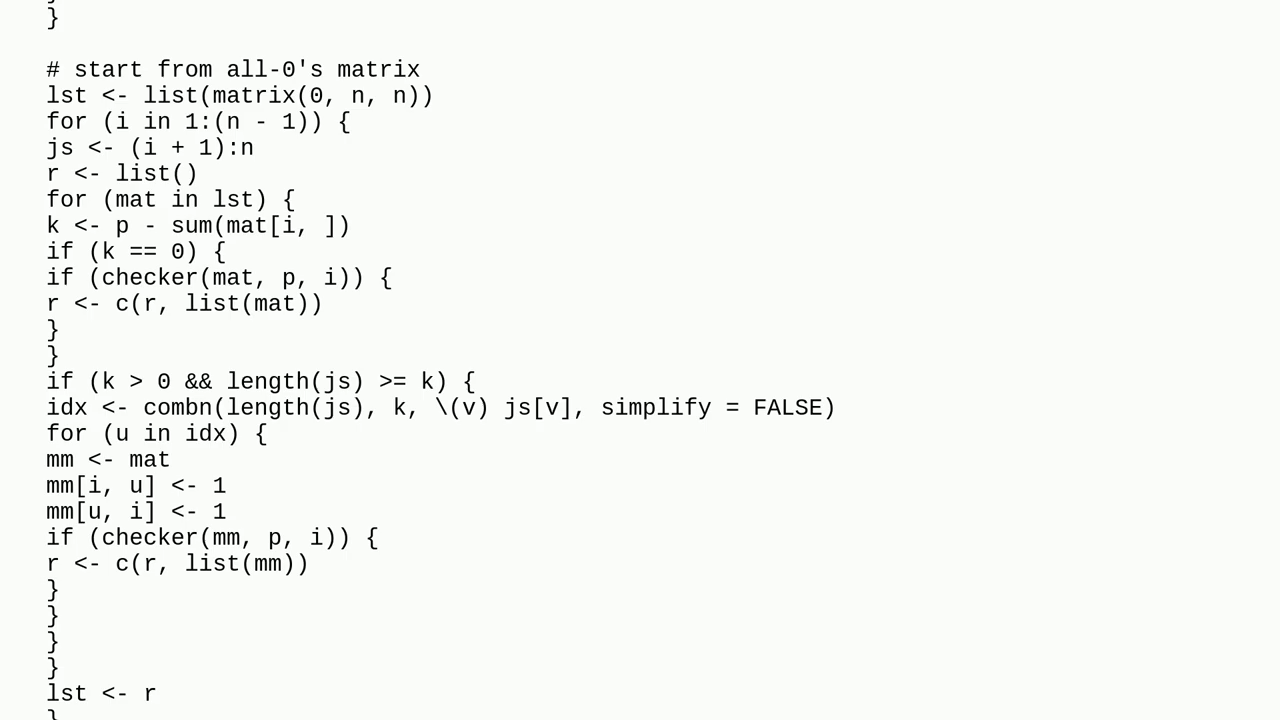 }
}
# start from all-0's matrix
lst <- list(matrix(0, n, n))
for (i in 1:(n - 1)) {
js <- (i + 1):n
r <- list()
for (mat in lst) {
k <- p - sum(mat[i, ])
if (k == 0) {
if (checker(mat, p, i)) {
r <- c(r, list(mat))
}
}
if (k > 0 && length(js) >= k) {
idx <- combn(length(js), k, \(v) js[v], simplify = FALSE)
for (u in idx) {
mm <- mat
mm[i, u] <- 1
mm[u, i] <- 1
if (checker(mm, p, i)) {
r <- c(r, list(mm))
}
}
}
}
lst <- r
}